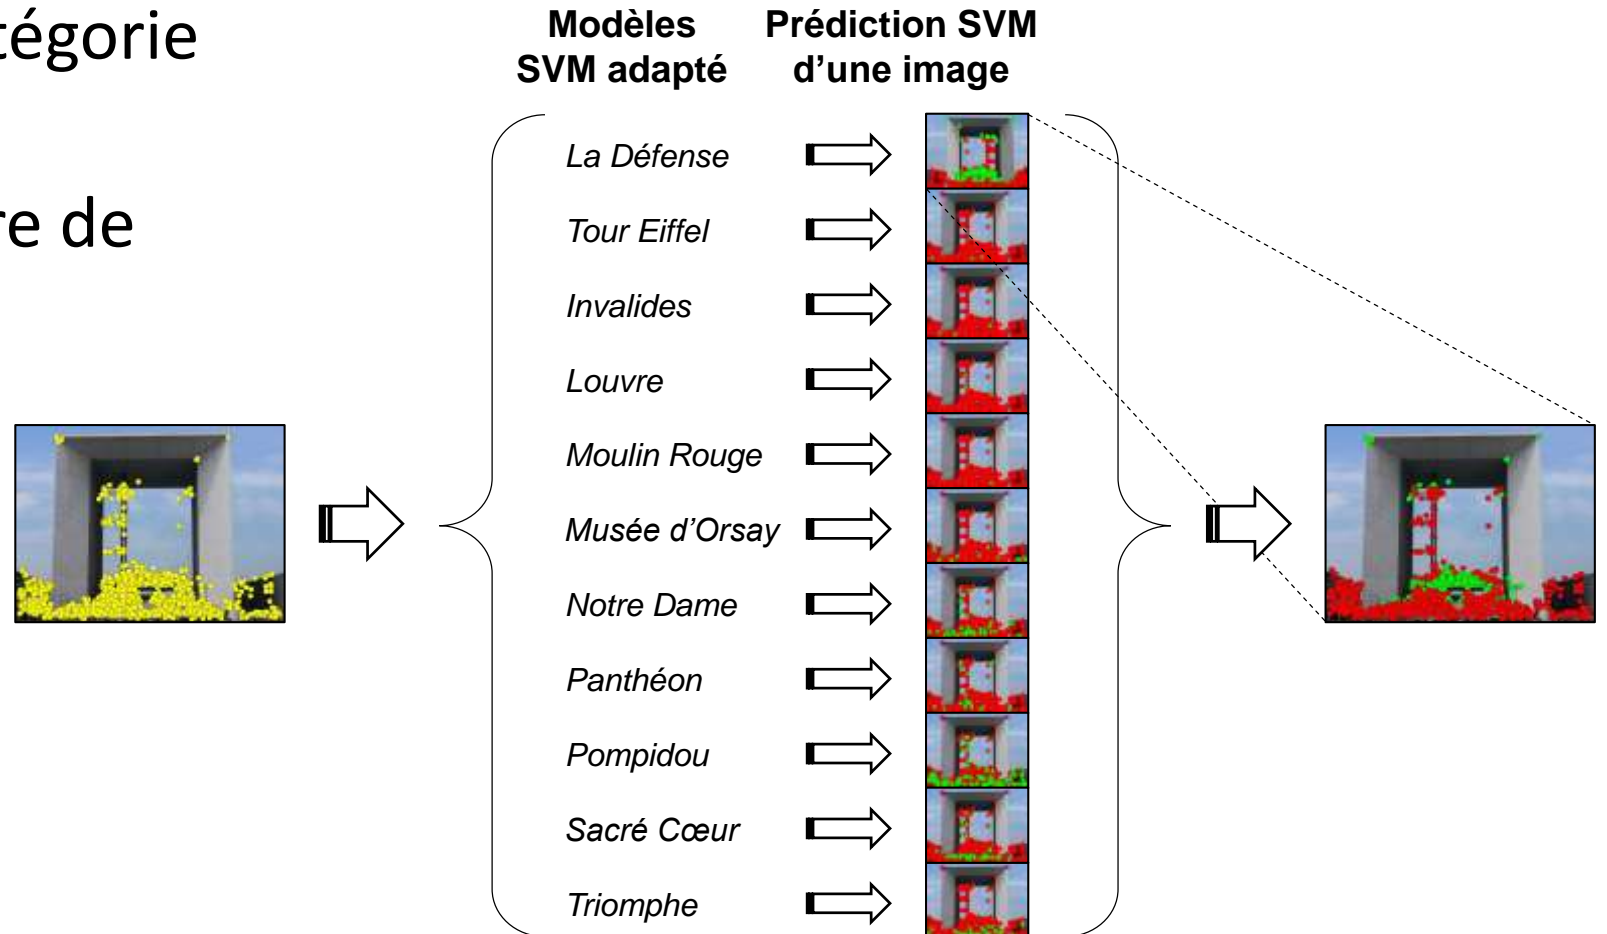 tégorie
re de
Modèles
SVM adapté
Prédiction SVM
d'une image
La Défense
Tour Eiffel
Invalides
Louvre
Moulin Rouge
Musée d'Orsay
Notre Dame
Panthéon
Pompidou
Sacré Cœur
Triomphe